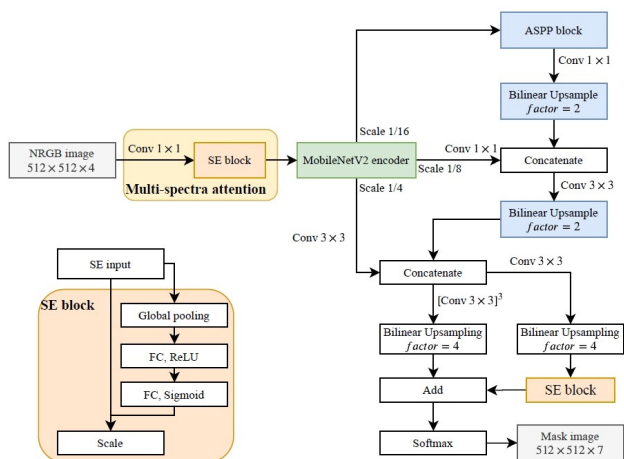 ASPP block
Conv 1 × 1
Bilinear Upsample
factor = 2
Scale 1/16
NRGB image
512 × 512 × 4
Conv 1 × 1
SE block
Multi-spectra attention
MobileNetV2 encoder
Conv 1 × 1
Scale 1/8
Concatenate
Scale 1/4
Conv 3 × 3
Bilinear Upsample
factor = 2
Conv 3 × 3
SE input
Concatenate
Conv 3 × 3
SE block
[Conv 3 × 3]³
Global pooling
Bilinear Upsampling
factor = 4
Bilinear Upsampling
factor = 4
FC, ReLU
FC, Sigmoid
Add
SE block
Scale
Softmax
Mask image
512 × 512 × 7